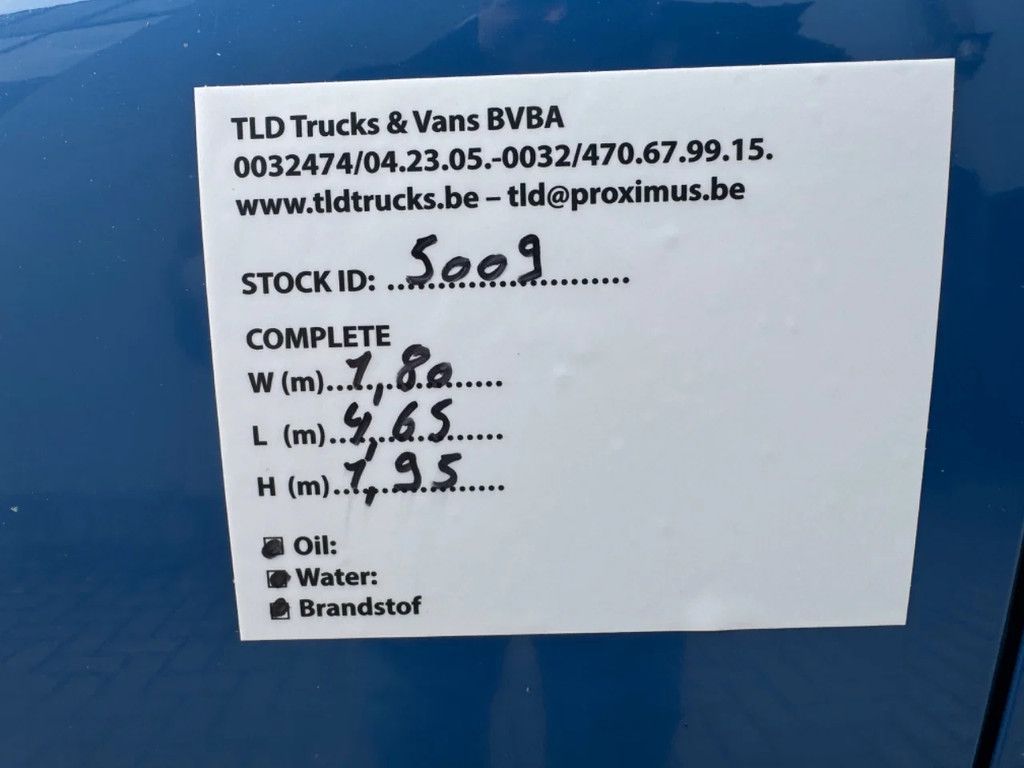 TLD Trucks & Vans BVBA
0032474/04.23.05.-0032/470.67.99.15.
www.tldtrucks.be – tld@proximus.be
STOCK ID: ..5009..........
COMPLETE
W (m)...1,80......
L (m)..4,65......
H (m)..1,95......
Oil:
Water:
Brandstof